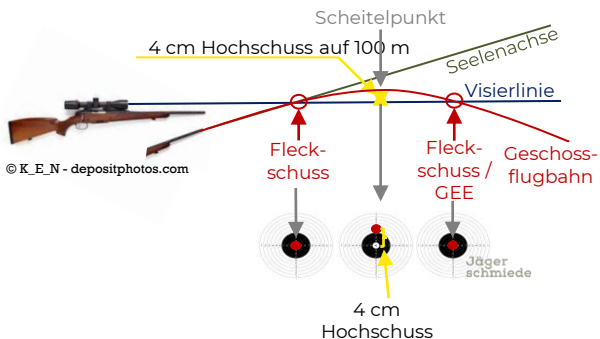 Scheitelpunkt
4 cm Hochschuss auf 100 m
Seelenachse
Visierlinie
© K_E_N - depositphotos.com
Fleck-
schuss
Fleck-
schuss /
GEE
Geschoss-
flugbahn
Jäger
schmiede
4 cm
Hochschuss